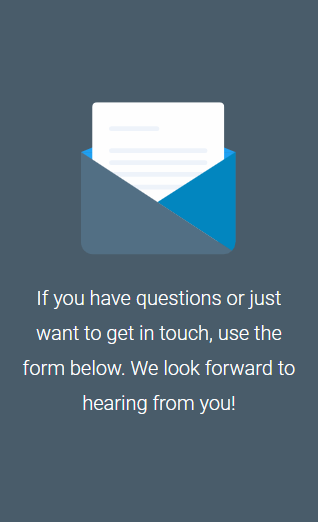 If you have questions or just
want to get in touch, use the
form below. We look forward to
hearing from you!